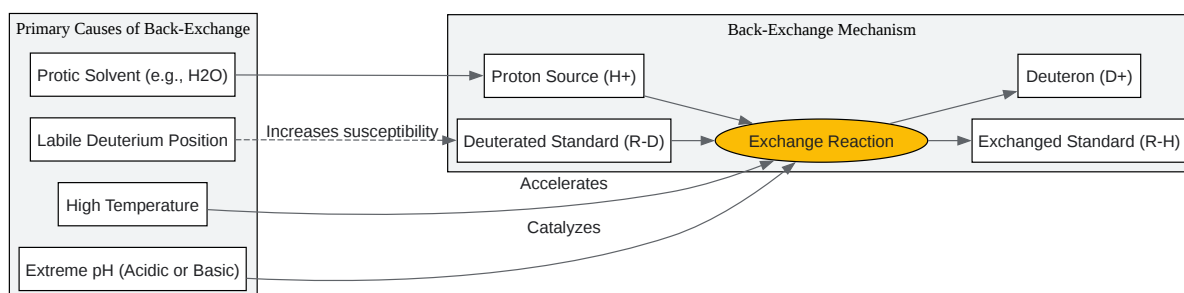 Primary Causes of Back-Exchange
Protic Solvent (e.g., H2O)
Labile Deuterium Position
High Temperature
Extreme pH (Acidic or Basic)
Increases susceptibility
Accelerates
Catalyzes
Back-Exchange Mechanism
Proton Source (H+)
Deuterated Standard (R-D)
Exchange Reaction
Deuteron (D+)
Exchanged Standard (R-H)